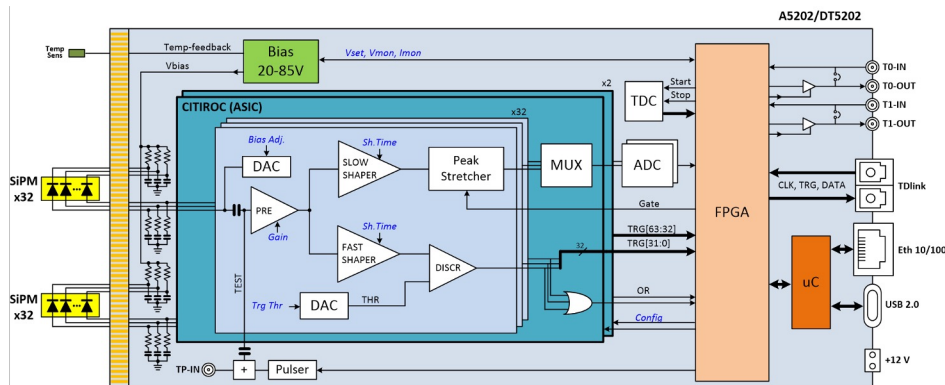 A5202/DT5202
Temp Sens
Temp-feedback
Bias
20-85V
Vset, Vmon, Imon
Vbias
T0-IN
T0-OUT
T1-IN
T1-OUT
x2
CITIROC (ASIC)
x32
TDC
Start
Stop
Bias Adj.
DAC
Sh.Time
SLOW
SHAPER
Peak
Stretcher
MUX
ADC
FPGA
SiPM
x32
PRE
Gain
Gate
CLK, TRG, DATA
TDlink
Sh.Time
FAST
SHAPER
DISCR
32
TRG[63:32]
TRG[31:0]
Eth 10/100
uC
TEST
Trg Thr
DAC
THR
OR
SiPM
x32
USB 2.0
Config
TP-IN
+
Pulser
+12 V